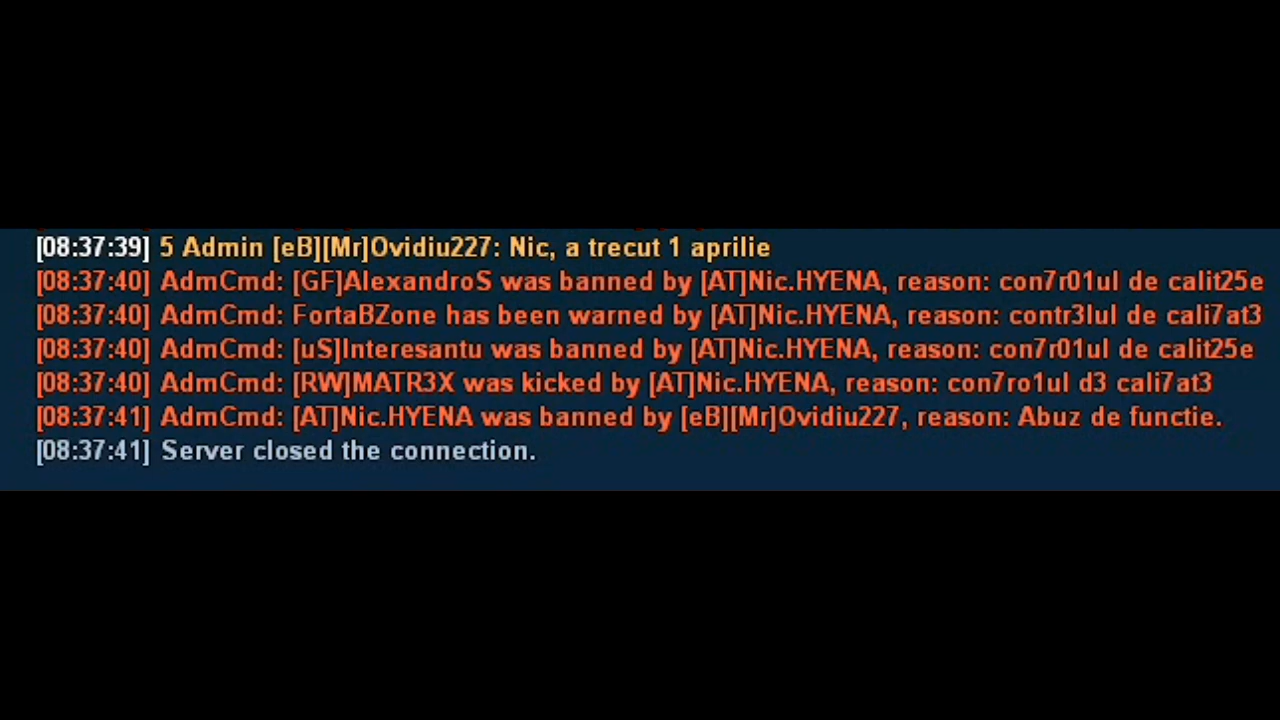 [08:37:39] 5 Admin [eB][Mr]Ovidiu227: Nic, a trecut 1 aprilie
[08:37:40] AdmCmd: [GF]AlexandroS was banned by [AT]Nic.HYENA, reason: con7r01ul de calit25e
[08:37:40] AdmCmd: FortaBZone has been warned by [AT]Nic.HYENA, reason: contr3lul de cali7at3
[08:37:40] AdmCmd: [uS]Interesantu was banned by [AT]Nic.HYENA, reason: con7r01ul de calit25e
[08:37:40] AdmCmd: [RW]MATR3X was kicked by [AT]Nic.HYENA, reason: con7ro1ul d3 cali7at3
[08:37:41] AdmCmd: [AT]Nic.HYENA was banned by [eB][Mr]Ovidiu227, reason: Abuz de functie.
[08:37:41] Server closed the connection.